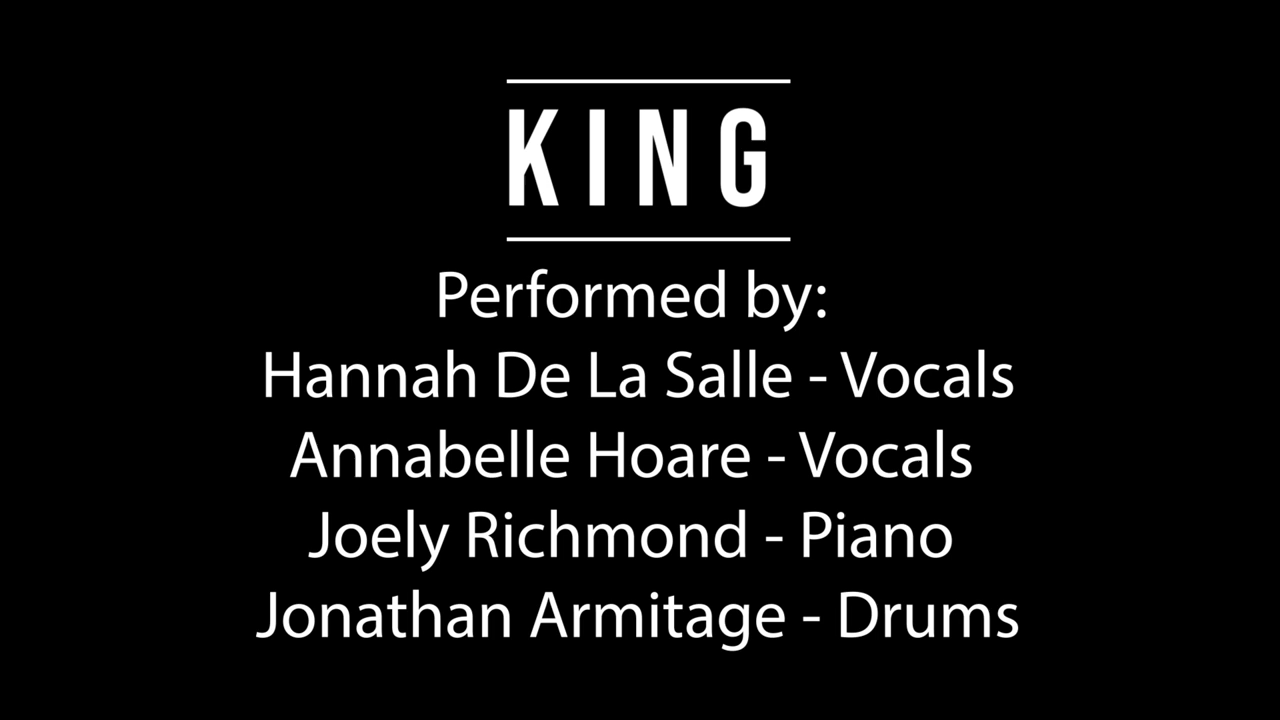 KING
Performed by:
Hannah De La Salle - Vocals
Annabelle Hoare - Vocals
Joely Richmond - Piano
Jonathan Armitage - Drums